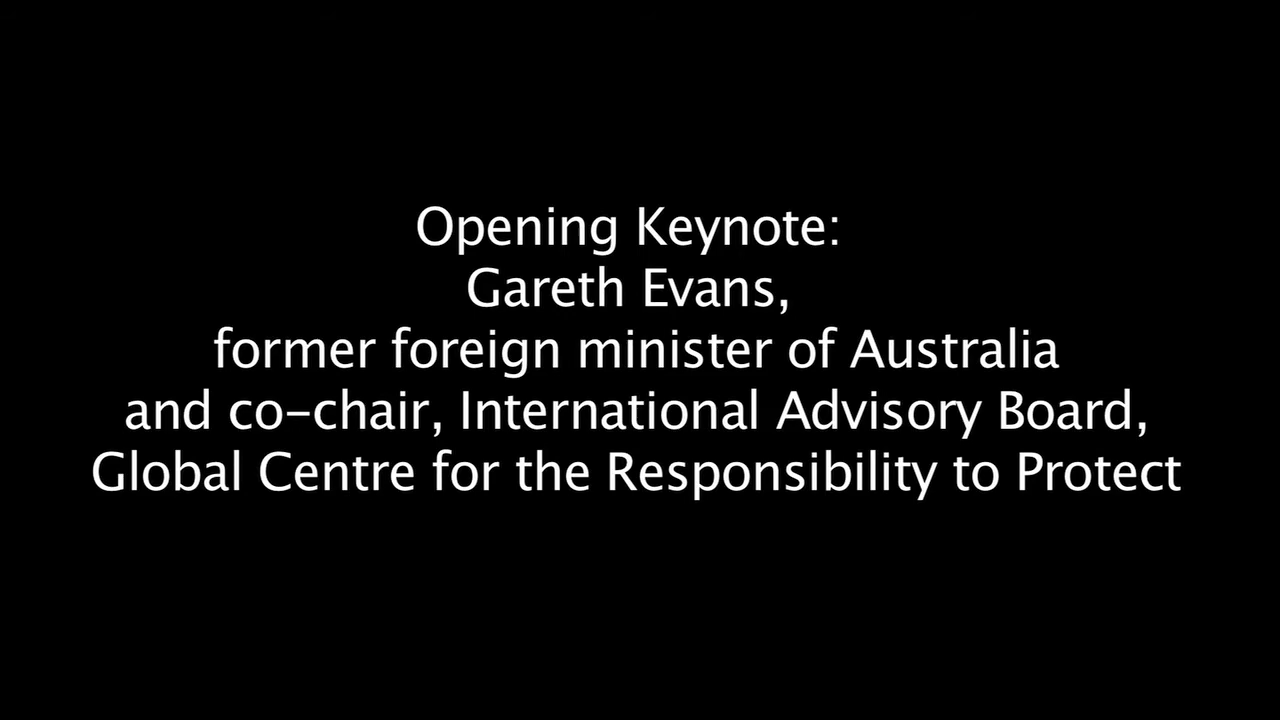 Opening Keynote:
Gareth Evans,
former foreign minister of Australia
and co-chair, International Advisory Board,
Global Centre for the Responsibility to Protect